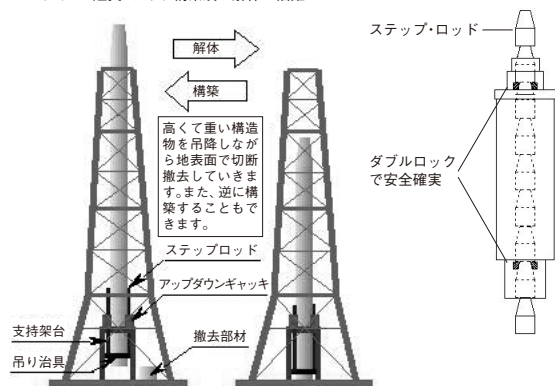 解体
構築
高くて重い構造
物を吊降しなが
ら地表面で切断
撤去していきま
す。また、逆に構
築することもで
きます。
ステップロッド
アップダウンギャッキ
支持架台
吊り治具
撤去部材
ステップ・ロッド
ダブルロック
で安全確実